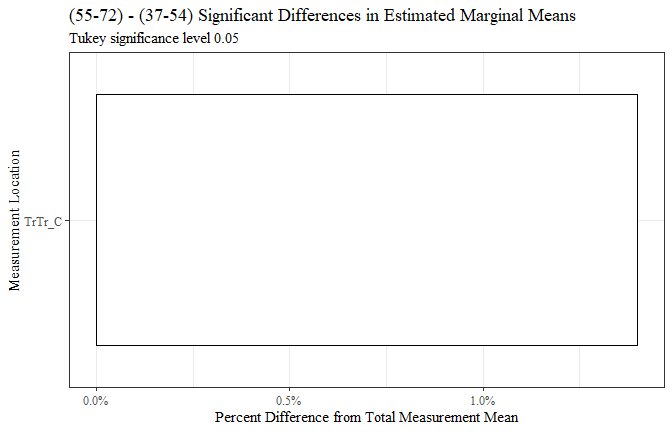 (55-72) - (37-54) Significant Differences in Estimated Marginal Means
Tukey significance level 0.05
Measurement Location
TrTr_C
0.0%
0.5%
1.0%
Percent Difference from Total Measurement Mean